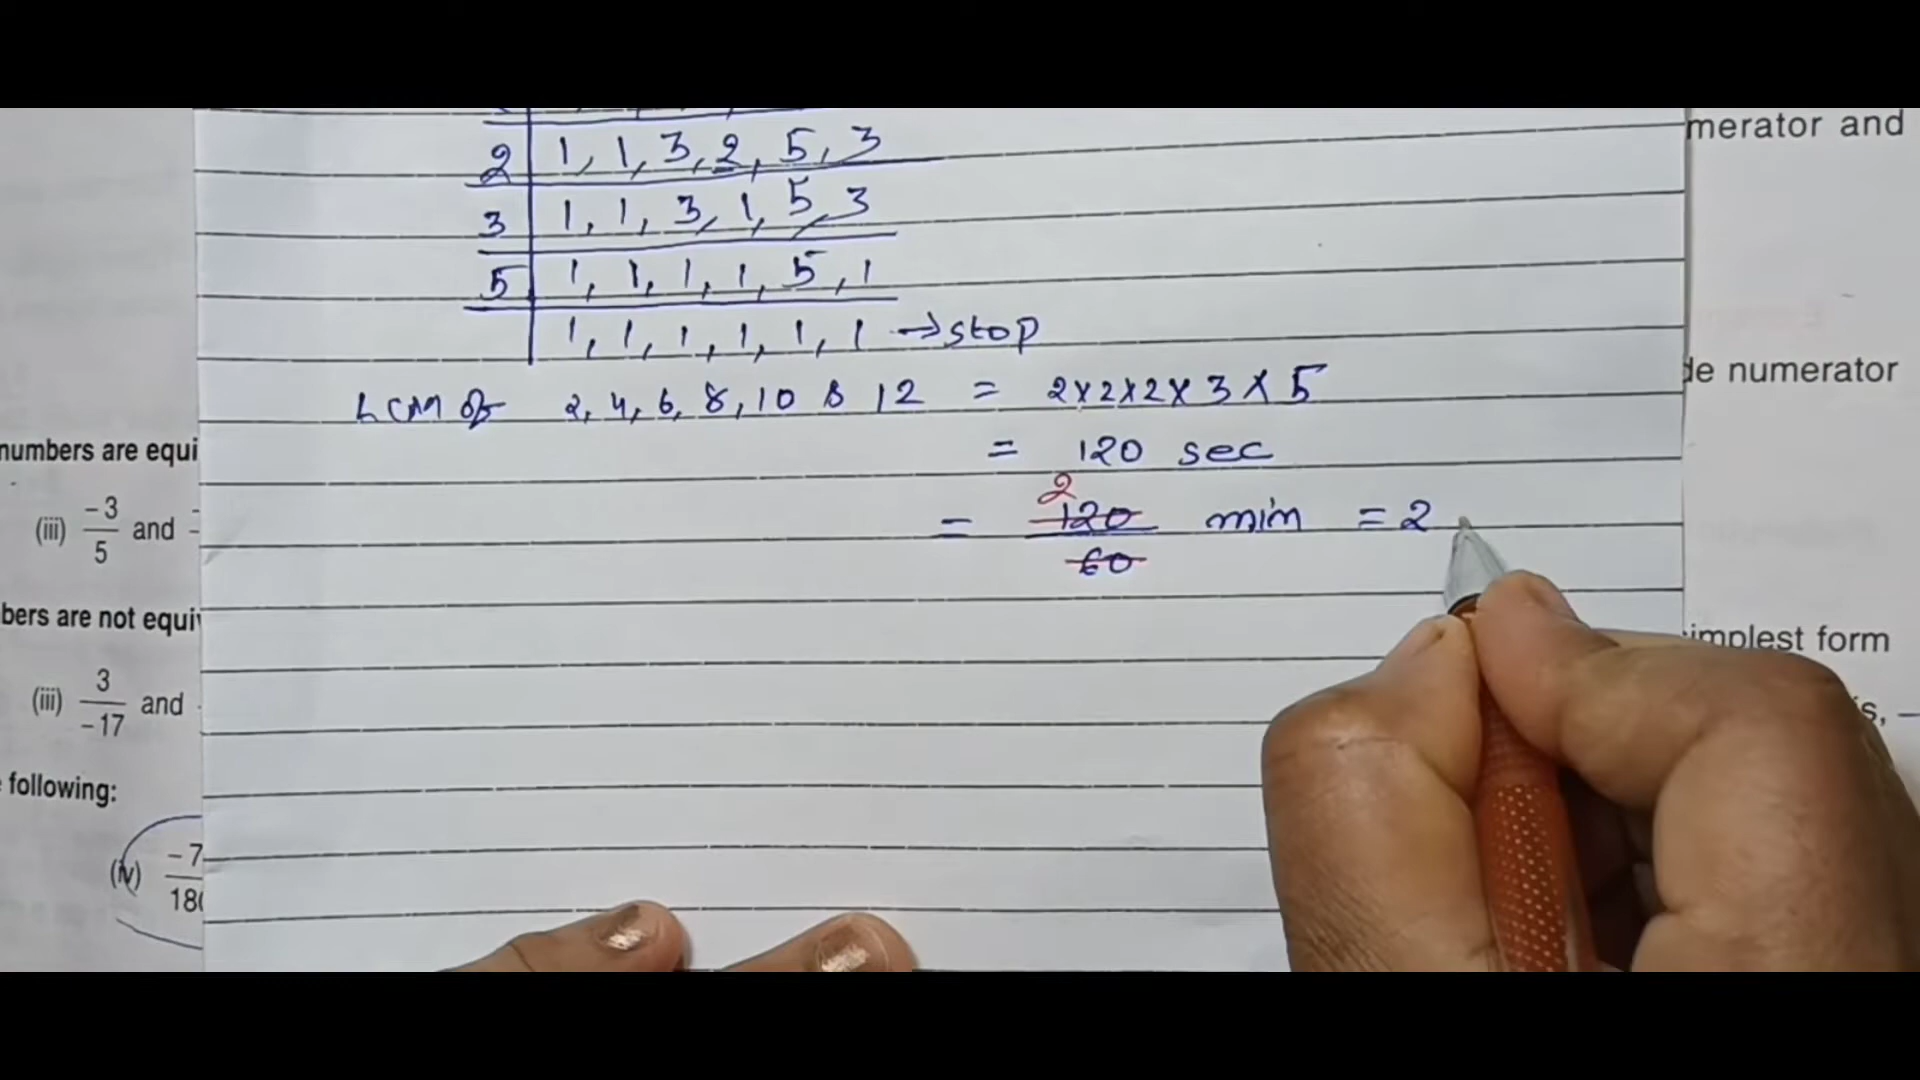 2 | 1, 1, 3, 2, 5, 3
3 | 1, 1, 3, 1, 5, 3
5 | 1, 1, 1, 1, 5, 1
1, 1, 1, 1, 1, 1 → stop
LCM of 2, 4, 6, 8, 10 & 12 = 2×2×2×3×5
= 120 sec
2
= 120/60 min = 2
numbers are equi
(iii) -3/5 and -
bers are not equi
(iii) 3/-17 and
following:
(iv) -7/180
merator and
de numerator
implest form
s, –